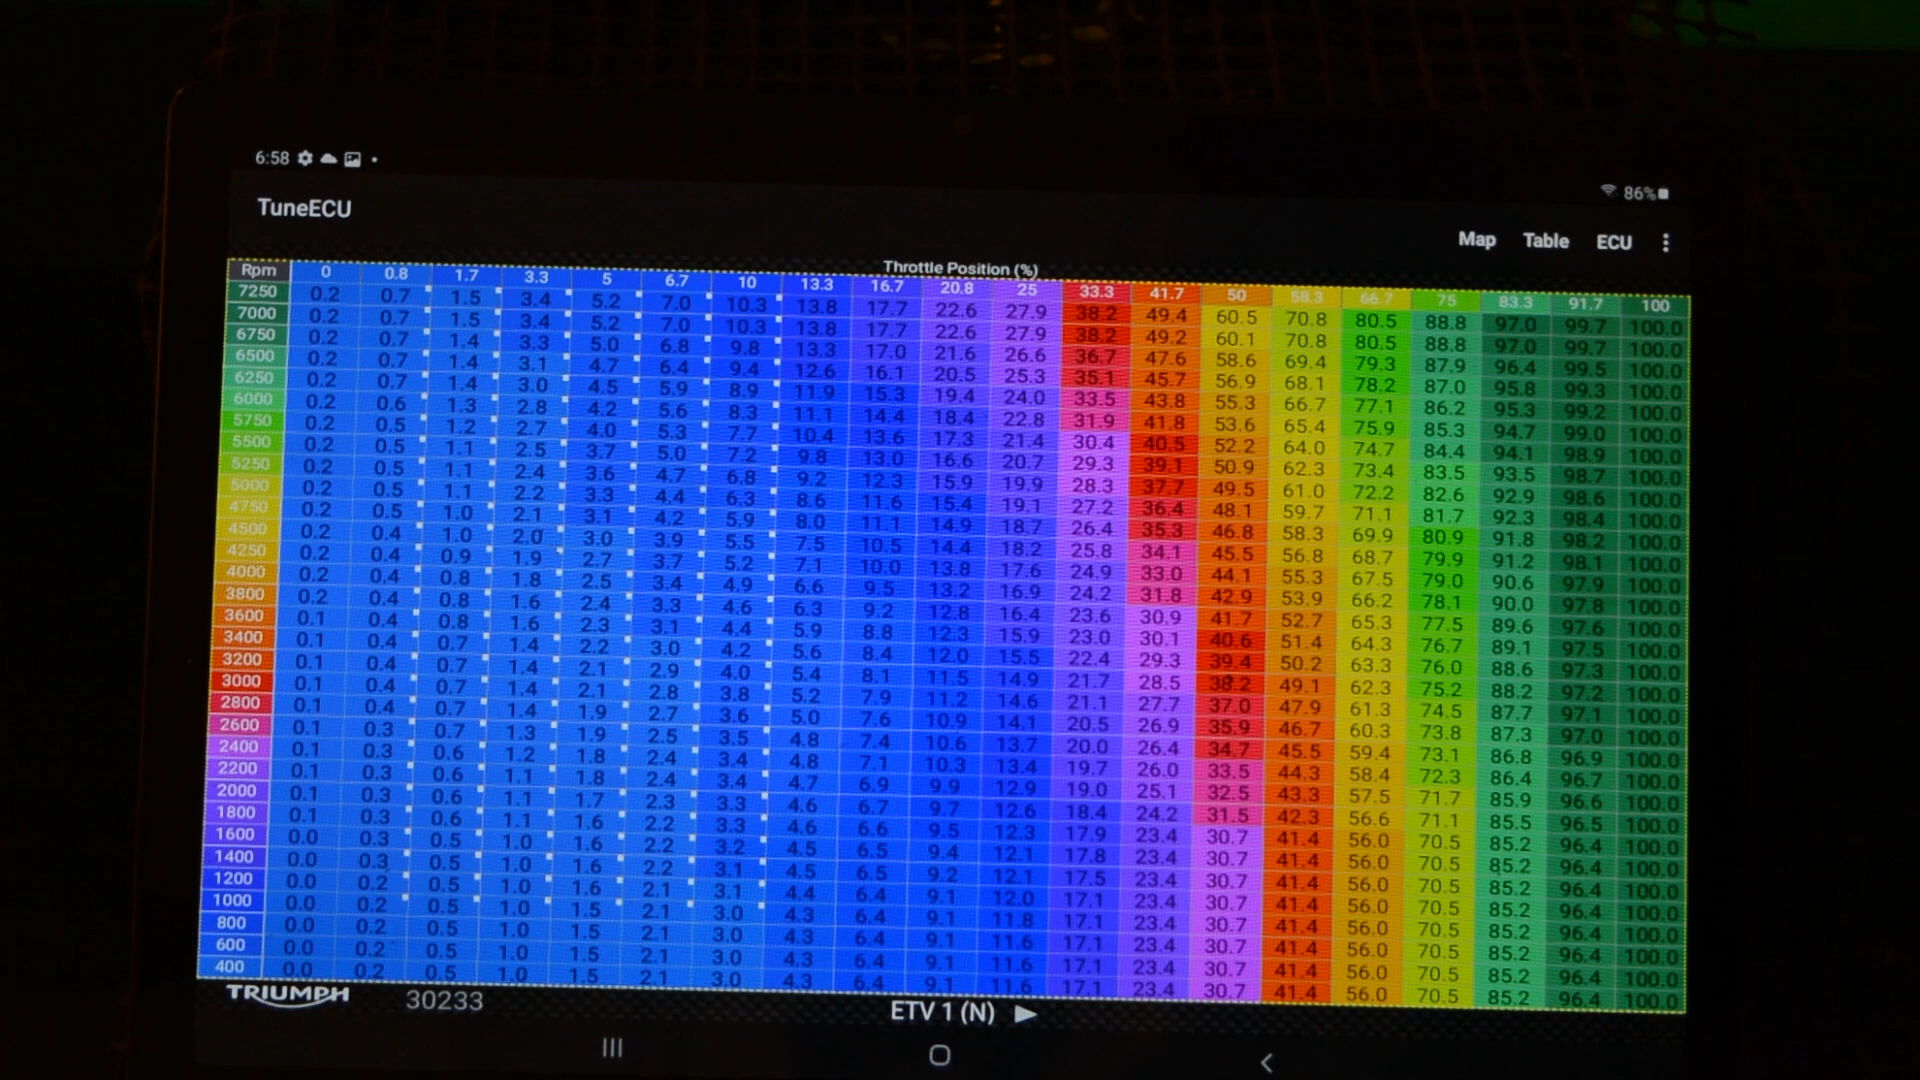 6:58
86%
TuneECU
Map Table ECU
Throttle Position (%)
Rpm 0 0.8 1.7 3.3 5 6.7 10 13.3 16.7 20.8 25 33.3 41.7 50 58.3 66.7 75 83.3 91.7 100
7250 0.2 0.7 1.5 3.4 5.2 7.0 10.3 13.8 17.7 22.6 27.9 38.2 49.4 60.5 70.8 80.5 88.8 97.0 99.7 100.0
7000 0.2 0.7 1.5 3.4 5.2 7.0 10.3 13.8 17.7 22.6 27.9 38.2 49.2 60.1 70.8 80.5 88.8 97.0 99.7 100.0
6750 0.2 0.7 1.4 3.3 5.0 6.8 9.8 13.3 17.0 21.6 26.6 36.7 47.6 58.6 69.4 79.3 87.9 96.4 99.5 100.0
6500 0.2 0.7 1.4 3.1 4.7 6.4 9.4 12.6 16.1 20.5 25.3 35.1 45.7 56.9 68.1 78.2 87.0 95.8 99.3 100.0
6250 0.2 0.7 1.4 3.0 4.5 5.9 8.9 11.9 15.3 19.4 24.0 33.5 43.8 55.3 66.7 77.1 86.2 95.3 99.2 100.0
6000 0.2 0.6 1.3 2.8 4.2 5.6 8.3 11.1 14.4 18.4 22.8 31.9 41.8 53.6 65.4 75.9 85.3 94.7 99.0 100.0
5750 0.2 0.5 1.2 2.7 4.0 5.3 7.7 10.4 13.6 17.3 21.4 30.4 40.5 52.2 64.0 74.7 84.4 94.1 98.9 100.0
5500 0.2 0.5 1.1 2.5 3.7 5.0 7.2 9.8 13.0 16.6 20.7 29.3 39.1 50.9 62.3 73.4 83.5 93.5 98.7 100.0
5250 0.2 0.5 1.1 2.4 3.6 4.7 6.8 9.2 12.3 15.9 19.9 28.3 37.7 49.5 61.0 72.2 82.6 92.9 98.6 100.0
5000 0.2 0.5 1.1 2.2 3.3 4.4 6.3 8.6 11.6 15.4 19.1 27.2 36.4 48.1 59.7 71.1 81.7 92.3 98.4 100.0
4750 0.2 0.5 1.0 2.1 3.1 4.2 5.9 8.0 11.1 14.9 18.7 26.4 35.3 46.8 58.3 69.9 80.9 91.8 98.2 100.0
4500 0.2 0.4 1.0 2.0 3.0 3.9 5.5 7.5 10.5 14.4 18.2 25.8 34.1 45.5 56.8 68.7 79.9 91.2 98.1 100.0
4250 0.2 0.4 0.9 1.9 2.7 3.7 5.2 7.1 10.0 13.8 17.6 24.9 33.0 44.1 55.3 67.5 79.0 90.6 97.9 100.0
4000 0.2 0.4 0.8 1.8 2.5 3.4 4.9 6.6 9.5 13.2 16.9 24.2 31.8 42.9 53.9 66.2 78.1 90.0 97.8 100.0
3800 0.2 0.4 0.8 1.6 2.4 3.3 4.6 6.3 9.2 12.8 16.4 23.6 30.9 41.7 52.7 65.3 77.5 89.6 97.6 100.0
3600 0.1 0.4 0.8 1.6 2.3 3.1 4.4 5.9 8.8 12.3 15.9 23.0 30.1 40.6 51.4 64.3 76.7 89.1 97.5 100.0
3400 0.1 0.4 0.7 1.4 2.2 3.0 4.2 5.6 8.4 12.0 15.5 22.4 29.3 39.4 50.2 63.3 76.0 88.6 97.3 100.0
3200 0.1 0.4 0.7 1.4 2.1 2.9 4.0 5.4 8.1 11.5 14.9 21.7 28.5 38.2 49.1 62.3 75.2 88.2 97.2 100.0
3000 0.1 0.4 0.7 1.4 2.1 2.8 3.8 5.2 7.9 11.2 14.6 21.1 27.7 37.0 47.9 61.3 74.5 87.7 97.1 100.0
2800 0.1 0.4 0.7 1.4 1.9 2.7 3.6 5.0 7.6 10.9 14.1 20.5 26.9 35.9 46.7 60.3 73.8 87.3 97.0 100.0
2600 0.1 0.3 0.7 1.3 1.9 2.5 3.5 4.8 7.4 10.6 13.7 20.0 26.4 34.7 45.5 59.4 73.1 86.8 96.9 100.0
2400 0.1 0.3 0.6 1.2 1.8 2.4 3.4 4.8 7.1 10.3 13.4 19.7 26.0 33.5 44.3 58.4 72.3 86.4 96.7 100.0
2200 0.1 0.3 0.6 1.1 1.8 2.4 3.4 4.7 6.9 9.9 12.9 19.0 25.1 32.5 43.3 57.5 71.7 85.9 96.6 100.0
2000 0.1 0.3 0.6 1.1 1.7 2.3 3.3 4.6 6.7 9.7 12.6 18.4 24.2 31.5 42.3 56.6 71.1 85.5 96.5 100.0
1800 0.1 0.3 0.6 1.1 1.6 2.2 3.3 4.6 6.6 9.5 12.3 17.9 23.4 30.7 41.4 56.0 70.5 85.2 96.4 100.0
1600 0.0 0.3 0.5 1.0 1.6 2.2 3.2 4.5 6.5 9.4 12.1 17.8 23.4 30.7 41.4 56.0 70.5 85.2 96.4 100.0
1400 0.0 0.3 0.5 1.0 1.6 2.2 3.1 4.5 6.5 9.2 12.1 17.5 23.4 30.7 41.4 56.0 70.5 85.2 96.4 100.0
1200 0.0 0.2 0.5 1.0 1.6 2.1 3.1 4.4 6.4 9.1 12.0 17.1 23.4 30.7 41.4 56.0 70.5 85.2 96.4 100.0
1000 0.0 0.2 0.5 1.0 1.5 2.1 3.0 4.3 6.4 9.1 11.8 17.1 23.4 30.7 41.4 56.0 70.5 85.2 96.4 100.0
800 0.0 0.2 0.5 1.0 1.5 2.1 3.0 4.3 6.4 9.1 11.6 17.1 23.4 30.7 41.4 56.0 70.5 85.2 96.4 100.0
600 0.0 0.2 0.5 1.0 1.5 2.1 3.0 4.3 6.4 9.1 11.6 17.1 23.4 30.7 41.4 56.0 70.5 85.2 96.4 100.0
400 0.0 0.2 0.5 1.0 1.5 2.1 3.0 4.3 6.4 9.1 11.6 17.1 23.4 30.7 41.4 56.0 70.5 85.2 96.4 100.0
TRIUMPH 30233 ETV 1 (N)